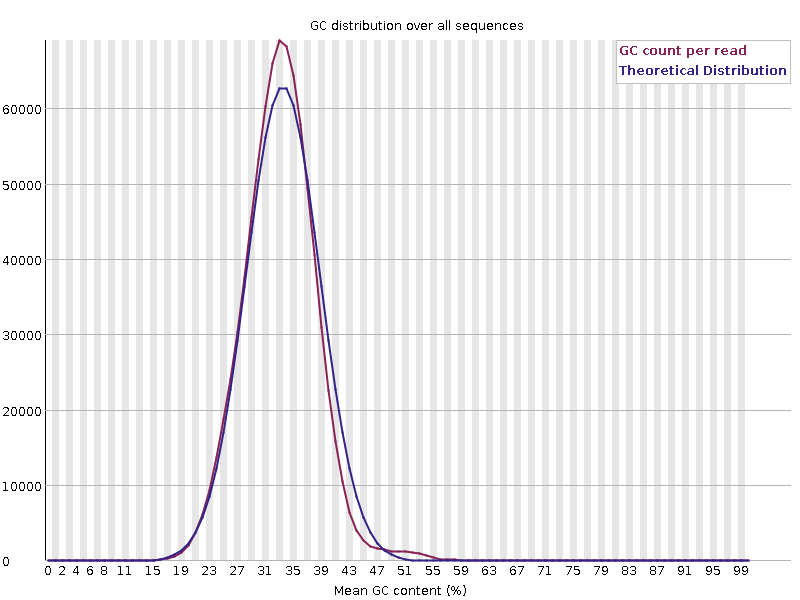 GC distribution over all sequences
GC count per read
Theoretical Distribution
60000
50000
40000
30000
20000
10000
0
0 2 4 6 8 11 15 19 23 27 31 35 39 43 47 51 55 59 63 67 71 75 79 83 87 91 95 99
Mean GC content (%)